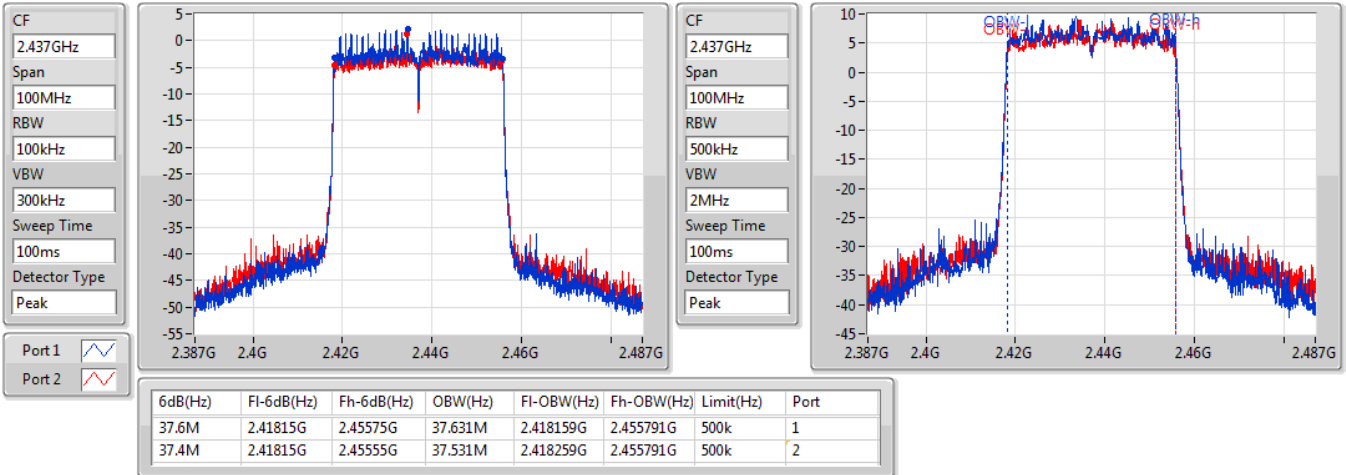 CF
2.437GHz
Span
100MHz
RBW
100kHz
VBW
300kHz
Sweep Time
100ms
Detector Type
Peak
Port 1
Port 2
5
0
-5
-10
-15
-20
-25
-30
-35
-40
-45
-50
-55
2.387G 2.4G 2.42G 2.44G 2.46G 2.487G
CF
2.437GHz
Span
100MHz
RBW
500kHz
VBW
2MHz
Sweep Time
100ms
Detector Type
Peak
10
5
0
-5
-10
-15
-20
-25
-30
-35
-40
-45
OBW-l OBW-h
2.387G 2.4G 2.42G 2.44G 2.46G 2.487G
6dB(Hz) Fl-6dB(Hz) Fh-6dB(Hz) OBW(Hz) Fl-OBW(Hz) Fh-OBW(Hz) Limit(Hz) Port
37.6M 2.41815G 2.45575G 37.631M 2.418159G 2.455791G 500k 1
37.4M 2.41815G 2.45555G 37.531M 2.418259G 2.455791G 500k 2